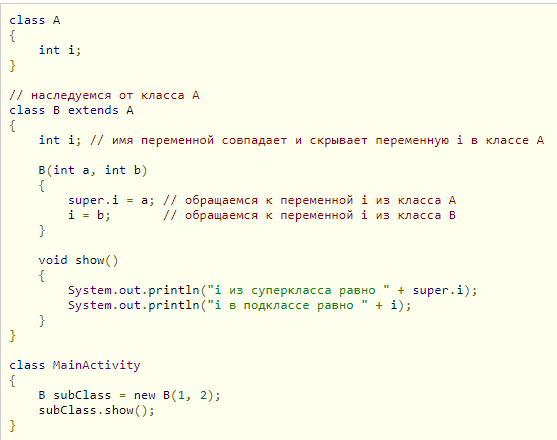 class A
{
    int i;
}

// наследуемся от класса A
class B extends A
{
    int i; // имя переменной совпадает и скрывает переменную i в классе A

    B(int a, int b)
    {
        super.i = a; // обращаемся к переменной i из класса A
        i = b;       // обращаемся к переменной i из класса B
    }

    void show()
    {
        System.out.println("i из суперкласса равно " + super.i);
        System.out.println("i в подклассе равно " + i);
    }
}

class MainActivity
{
    B subClass = new B(1, 2);
    subClass.show();
}